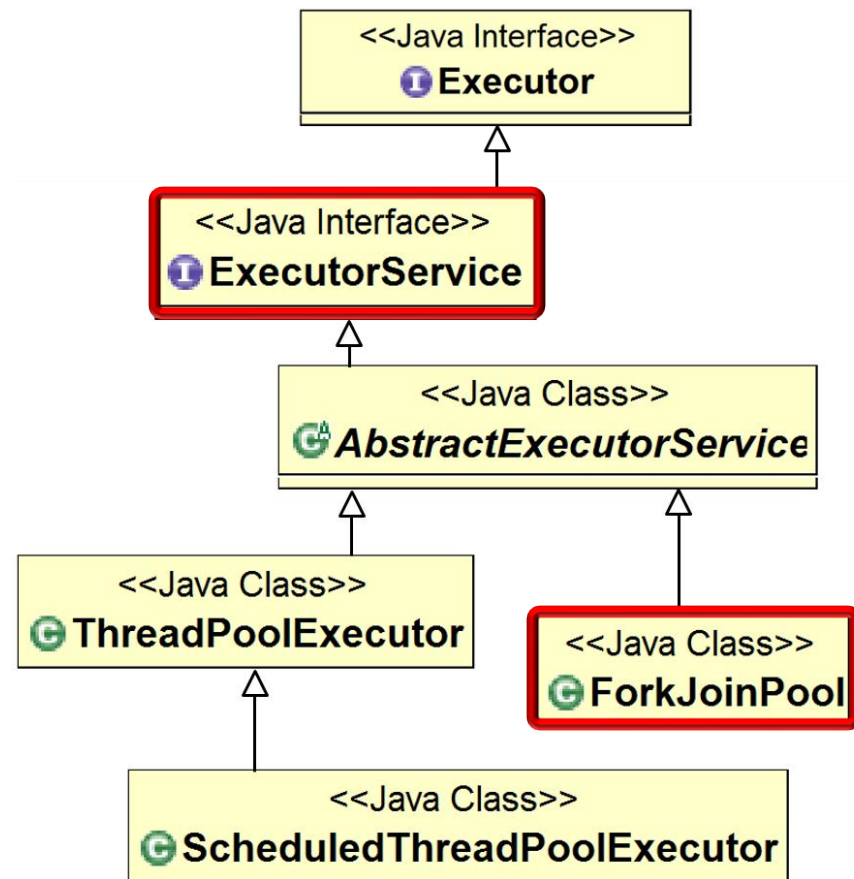 <<Java Interface>>
I Executor
<<Java Interface>>
I ExecutorService
<<Java Class>>
C A AbstractExecutorService
<<Java Class>>
C ThreadPoolExecutor
<<Java Class>>
C ForkJoinPool
<<Java Class>>
C ScheduledThreadPoolExecutor